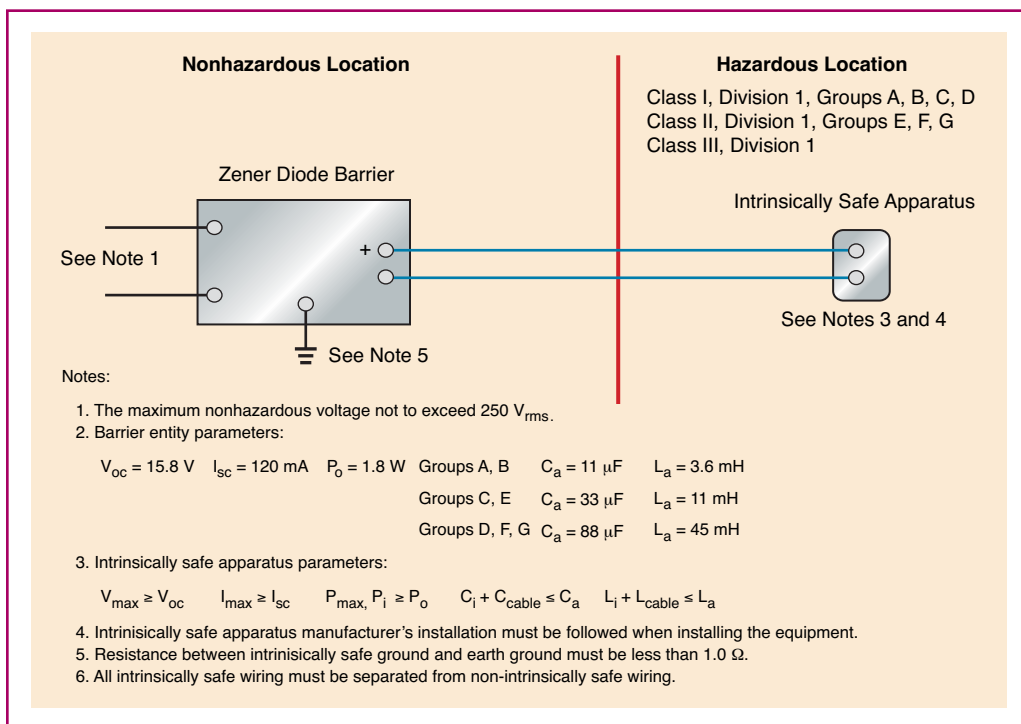 Nonhazardous Location
Hazardous Location
Class I, Division 1, Groups A, B, C, D
Class II, Division 1, Groups E, F, G
Class III, Division 1
Zener Diode Barrier
Intrinsically Safe Apparatus
See Note 1
+
See Notes 3 and 4
See Note 5
Notes:
1. The maximum nonhazardous voltage not to exceed 250 Vrms.
2. Barrier entity parameters:
Voc = 15.8 V Isc = 120 mA Po = 1.8 W Groups A, B Ca = 11 μF La = 3.6 mH
Groups C, E Ca = 33 μF La = 11 mH
Groups D, F, G Ca = 88 μF La = 45 mH
3. Intrinsically safe apparatus parameters:
Vmax ≥ Voc Imax ≥ Isc Pmax, Pi ≥ Po Ci + Ccable ≤ Ca Li + Lcable ≤ La
4. Intrinisically safe apparatus manufacturer's installation must be followed when installing the equipment.
5. Resistance between intrinisically safe ground and earth ground must be less than 1.0 Ω.
6. All intrinsically safe wiring must be separated from non-intrinsically safe wiring.